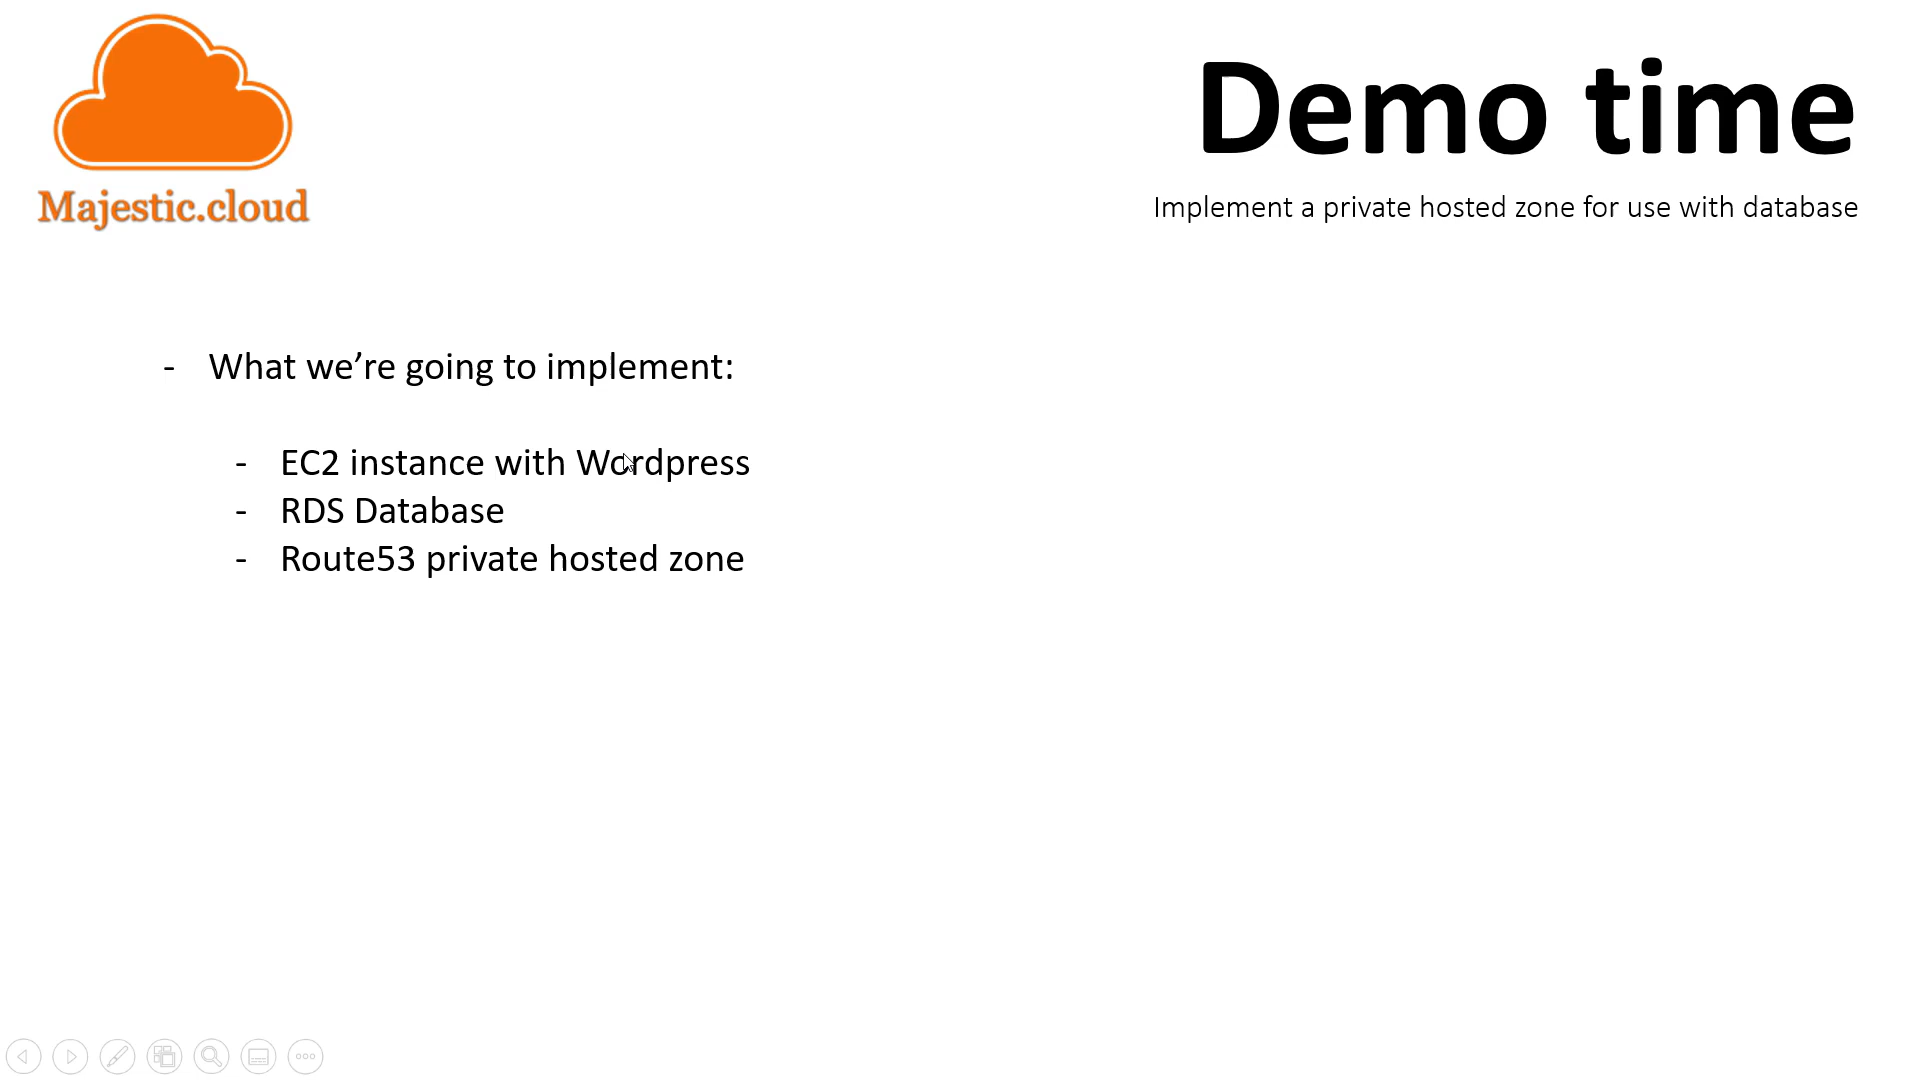 Majestic.cloud
Demo time
Implement a private hosted zone for use with database
- What we’re going to implement:
- EC2 instance with Wordpress
- RDS Database
- Route53 private hosted zone